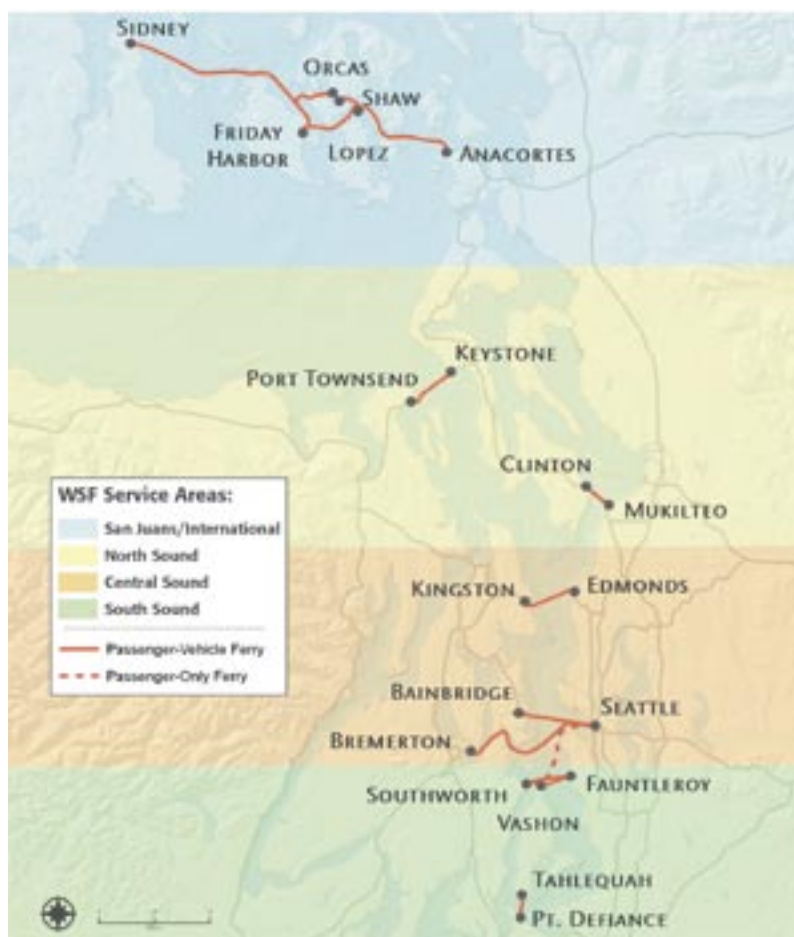 SIDNEY
ORCAS
SHAW
FRIDAY
HARBOR
LOPEZ
ANACORTES
KEYSTONE
PORT TOWNSEND
CLINTON
MUKILTEO
WSF Service Areas:
San Juans/International
North Sound
Central Sound
South Sound
Passenger-Vehicle Ferry
Passenger-Only Ferry
KINGSTON
EDMONDS
BAINBRIDGE
SEATTLE
BREMERTON
SOUTHWORTH
FAUNTLEROY
VASHON
TAHLEQUAH
PT. DEFIANCE